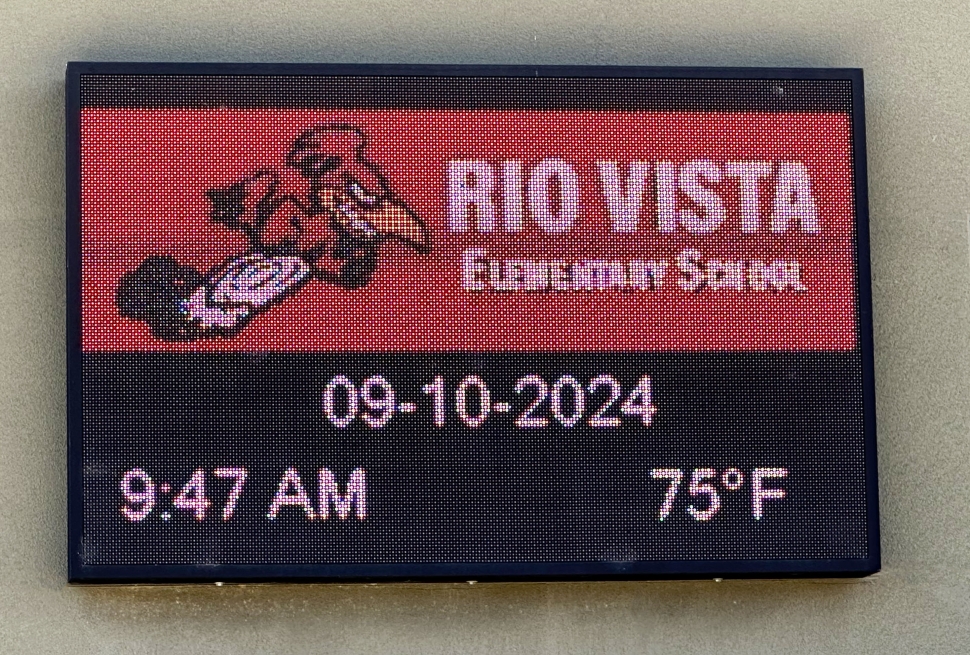 RIO VISTA
ELEMENTARY SCHOOL
09-10-2024
9:47 AM 75°F